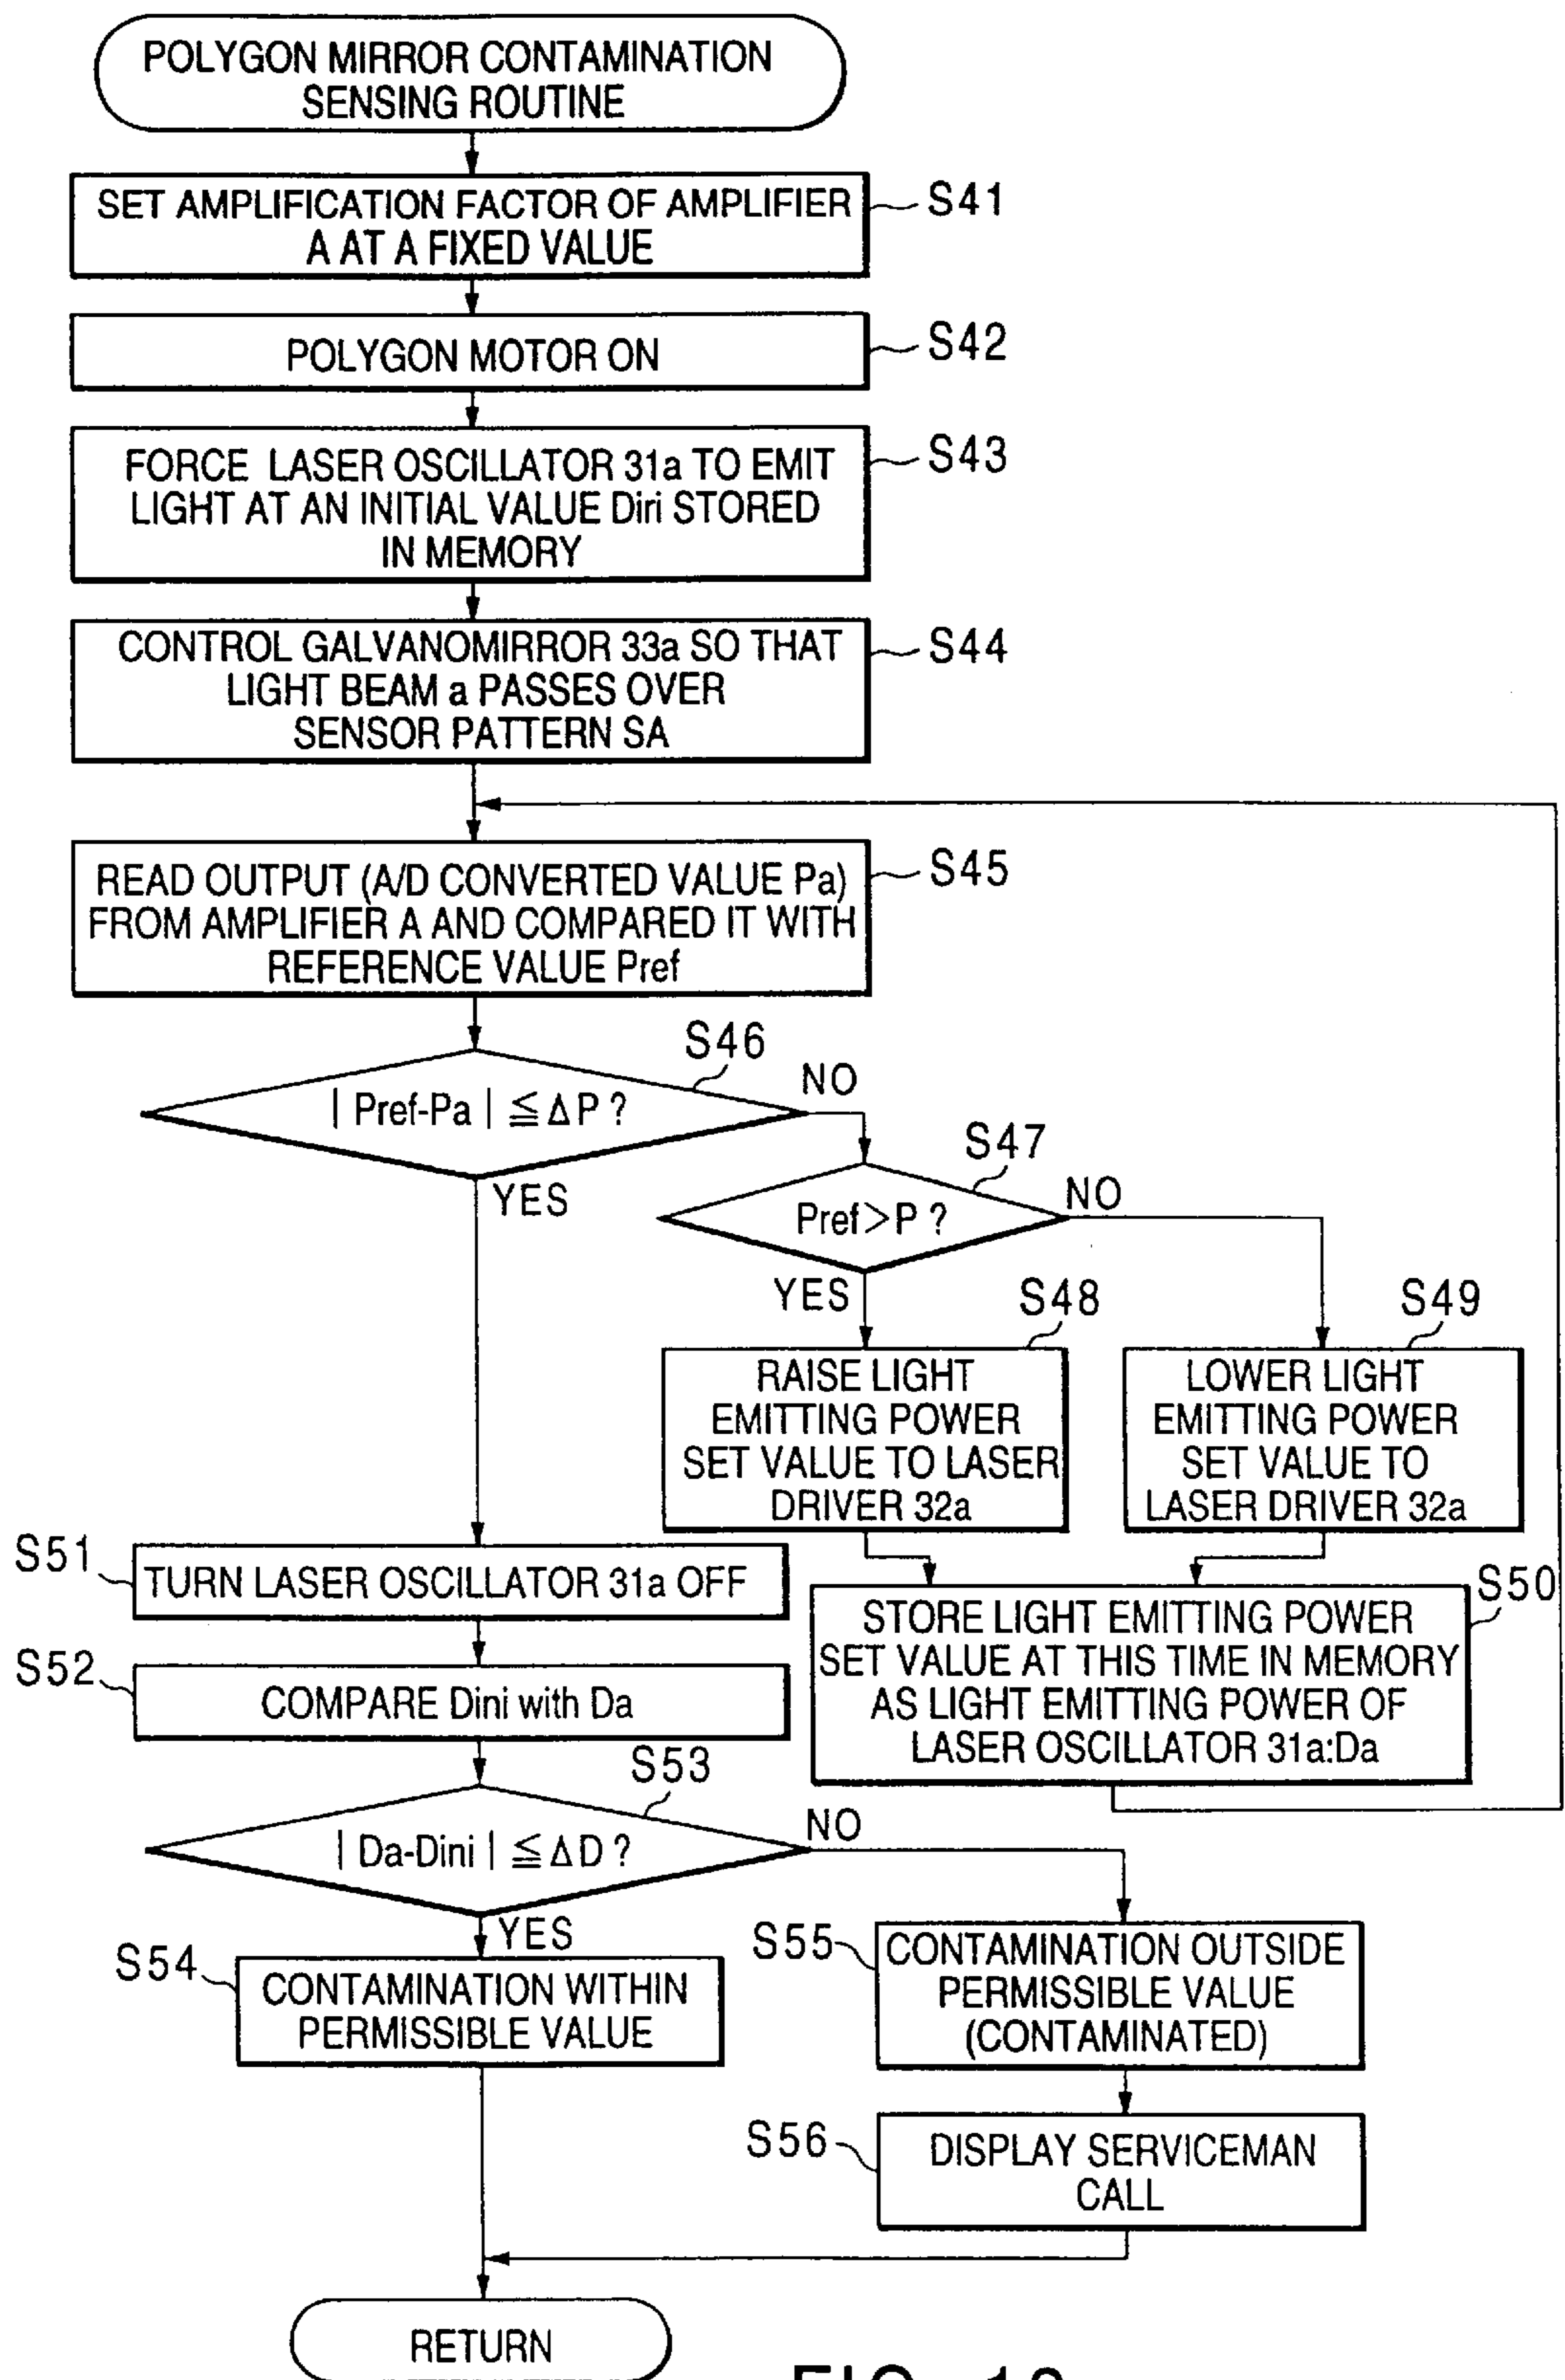 POLYGON MIRROR CONTAMINATION
SENSING ROUTINE
SET AMPLIFICATION FACTOR OF AMPLIFIER
A AT A FIXED VALUE
S41
POLYGON MOTOR ON
S42
FORCE LASER OSCILLATOR 31a TO EMIT
LIGHT AT AN INITIAL VALUE Diri STORED
IN MEMORY
S43
CONTROL GALVANOMIRROR 33a SO THAT
LIGHT BEAM a PASSES OVER
SENSOR PATTERN SA
S44
READ OUTPUT (A/D CONVERTED VALUE Pa)
FROM AMPLIFIER A AND COMPARED IT WITH
REFERENCE VALUE Pref
S45
S46
| Pref-Pa | ≦ ΔP ?
NO
YES
S47
Pref>P ?
NO
YES
S48
RAISE LIGHT
EMITTING POWER
SET VALUE TO LASER
DRIVER 32a
S49
LOWER LIGHT
EMITTING POWER
SET VALUE TO
LASER DRIVER 32a
S50
STORE LIGHT EMITTING POWER
SET VALUE AT THIS TIME IN MEMORY
AS LIGHT EMITTING POWER OF
LASER OSCILLATOR 31a:Da
S51
TURN LASER OSCILLATOR 31a OFF
S52
COMPARE Dini with Da
S53
| Da-Dini | ≦ ΔD ?
NO
YES
S54
CONTAMINATION WITHIN
PERMISSIBLE VALUE
S55
CONTAMINATION OUTSIDE
PERMISSIBLE VALUE
(CONTAMINATED)
S56
DISPLAY SERVICEMAN
CALL
RETURN